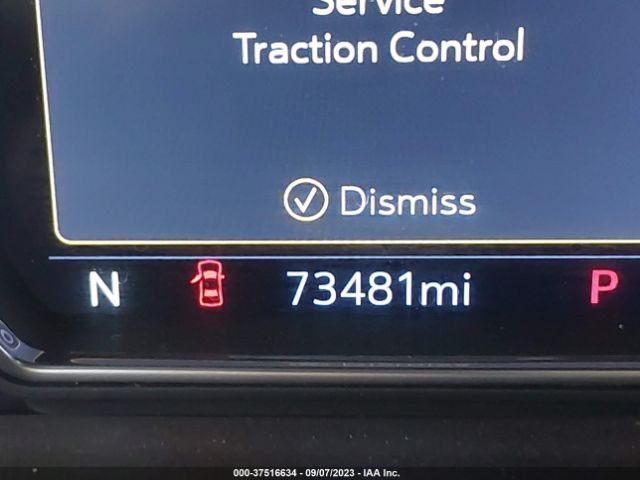 Service
Traction Control
Dismiss
N 73481mi P
000-37516634 - 09/07/2023 - IAA Inc.